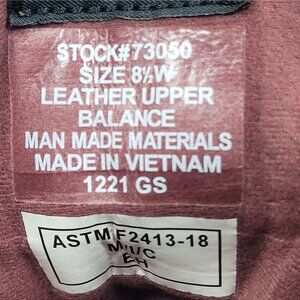 STOCK#73050
SIZE 8½W
LEATHER UPPER
BALANCE
MAN MADE MATERIALS
MADE IN VIETNAM
1221 GS
ASTM F2413-18
M/I/C
EH